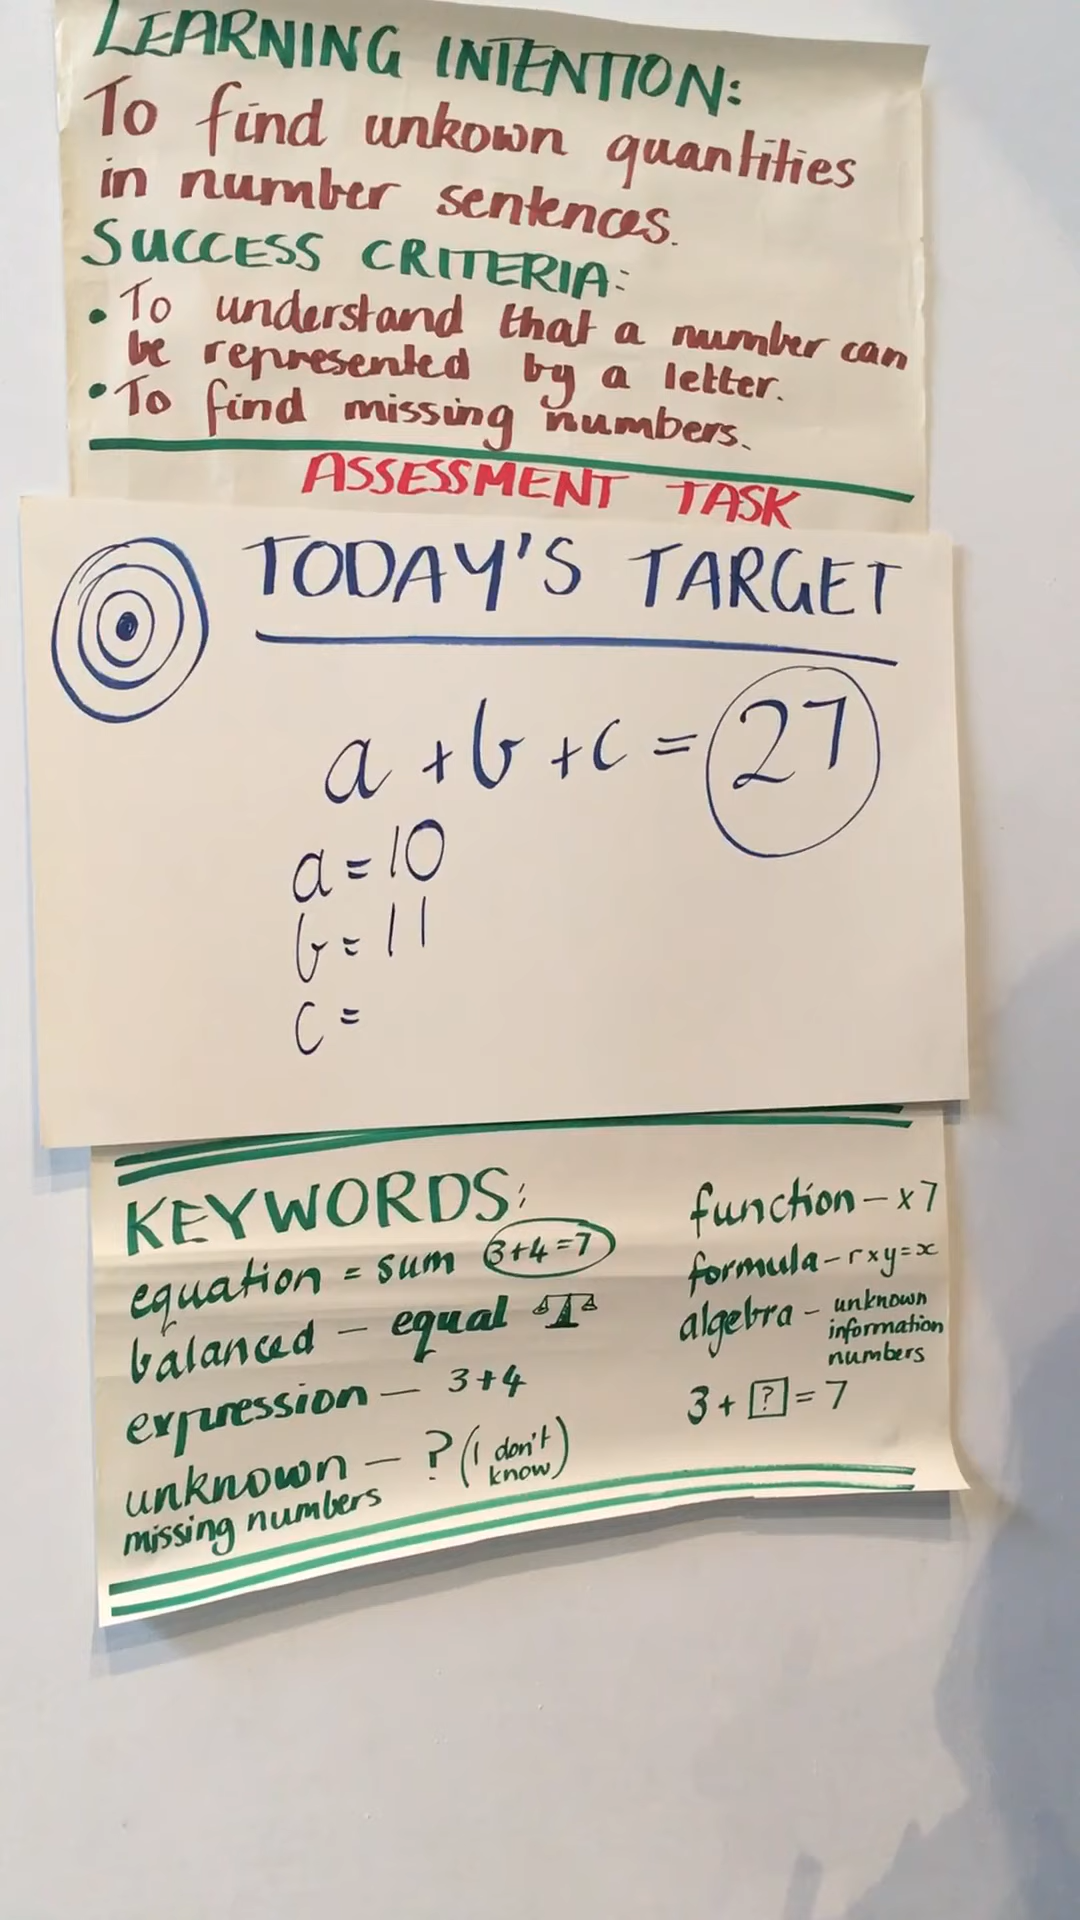 LEARNING INTENTION:
To find unkown quantities
in number sentences.
SUCCESS CRITERIA:
• To understand that a number can
be represented by a letter.
• To find missing numbers.
ASSESSMENT TASK
TODAY'S TARGET
a + b + c = 27
a = 10
b = 11
c =
KEYWORDS:
equation = sum 3+4=7
balanced — equal
expression — 3+4
unknown — ? (I don't know)
missing numbers
function — x7
formula — r x y = x
algebra — unknown
information
numbers
3 + ? = 7